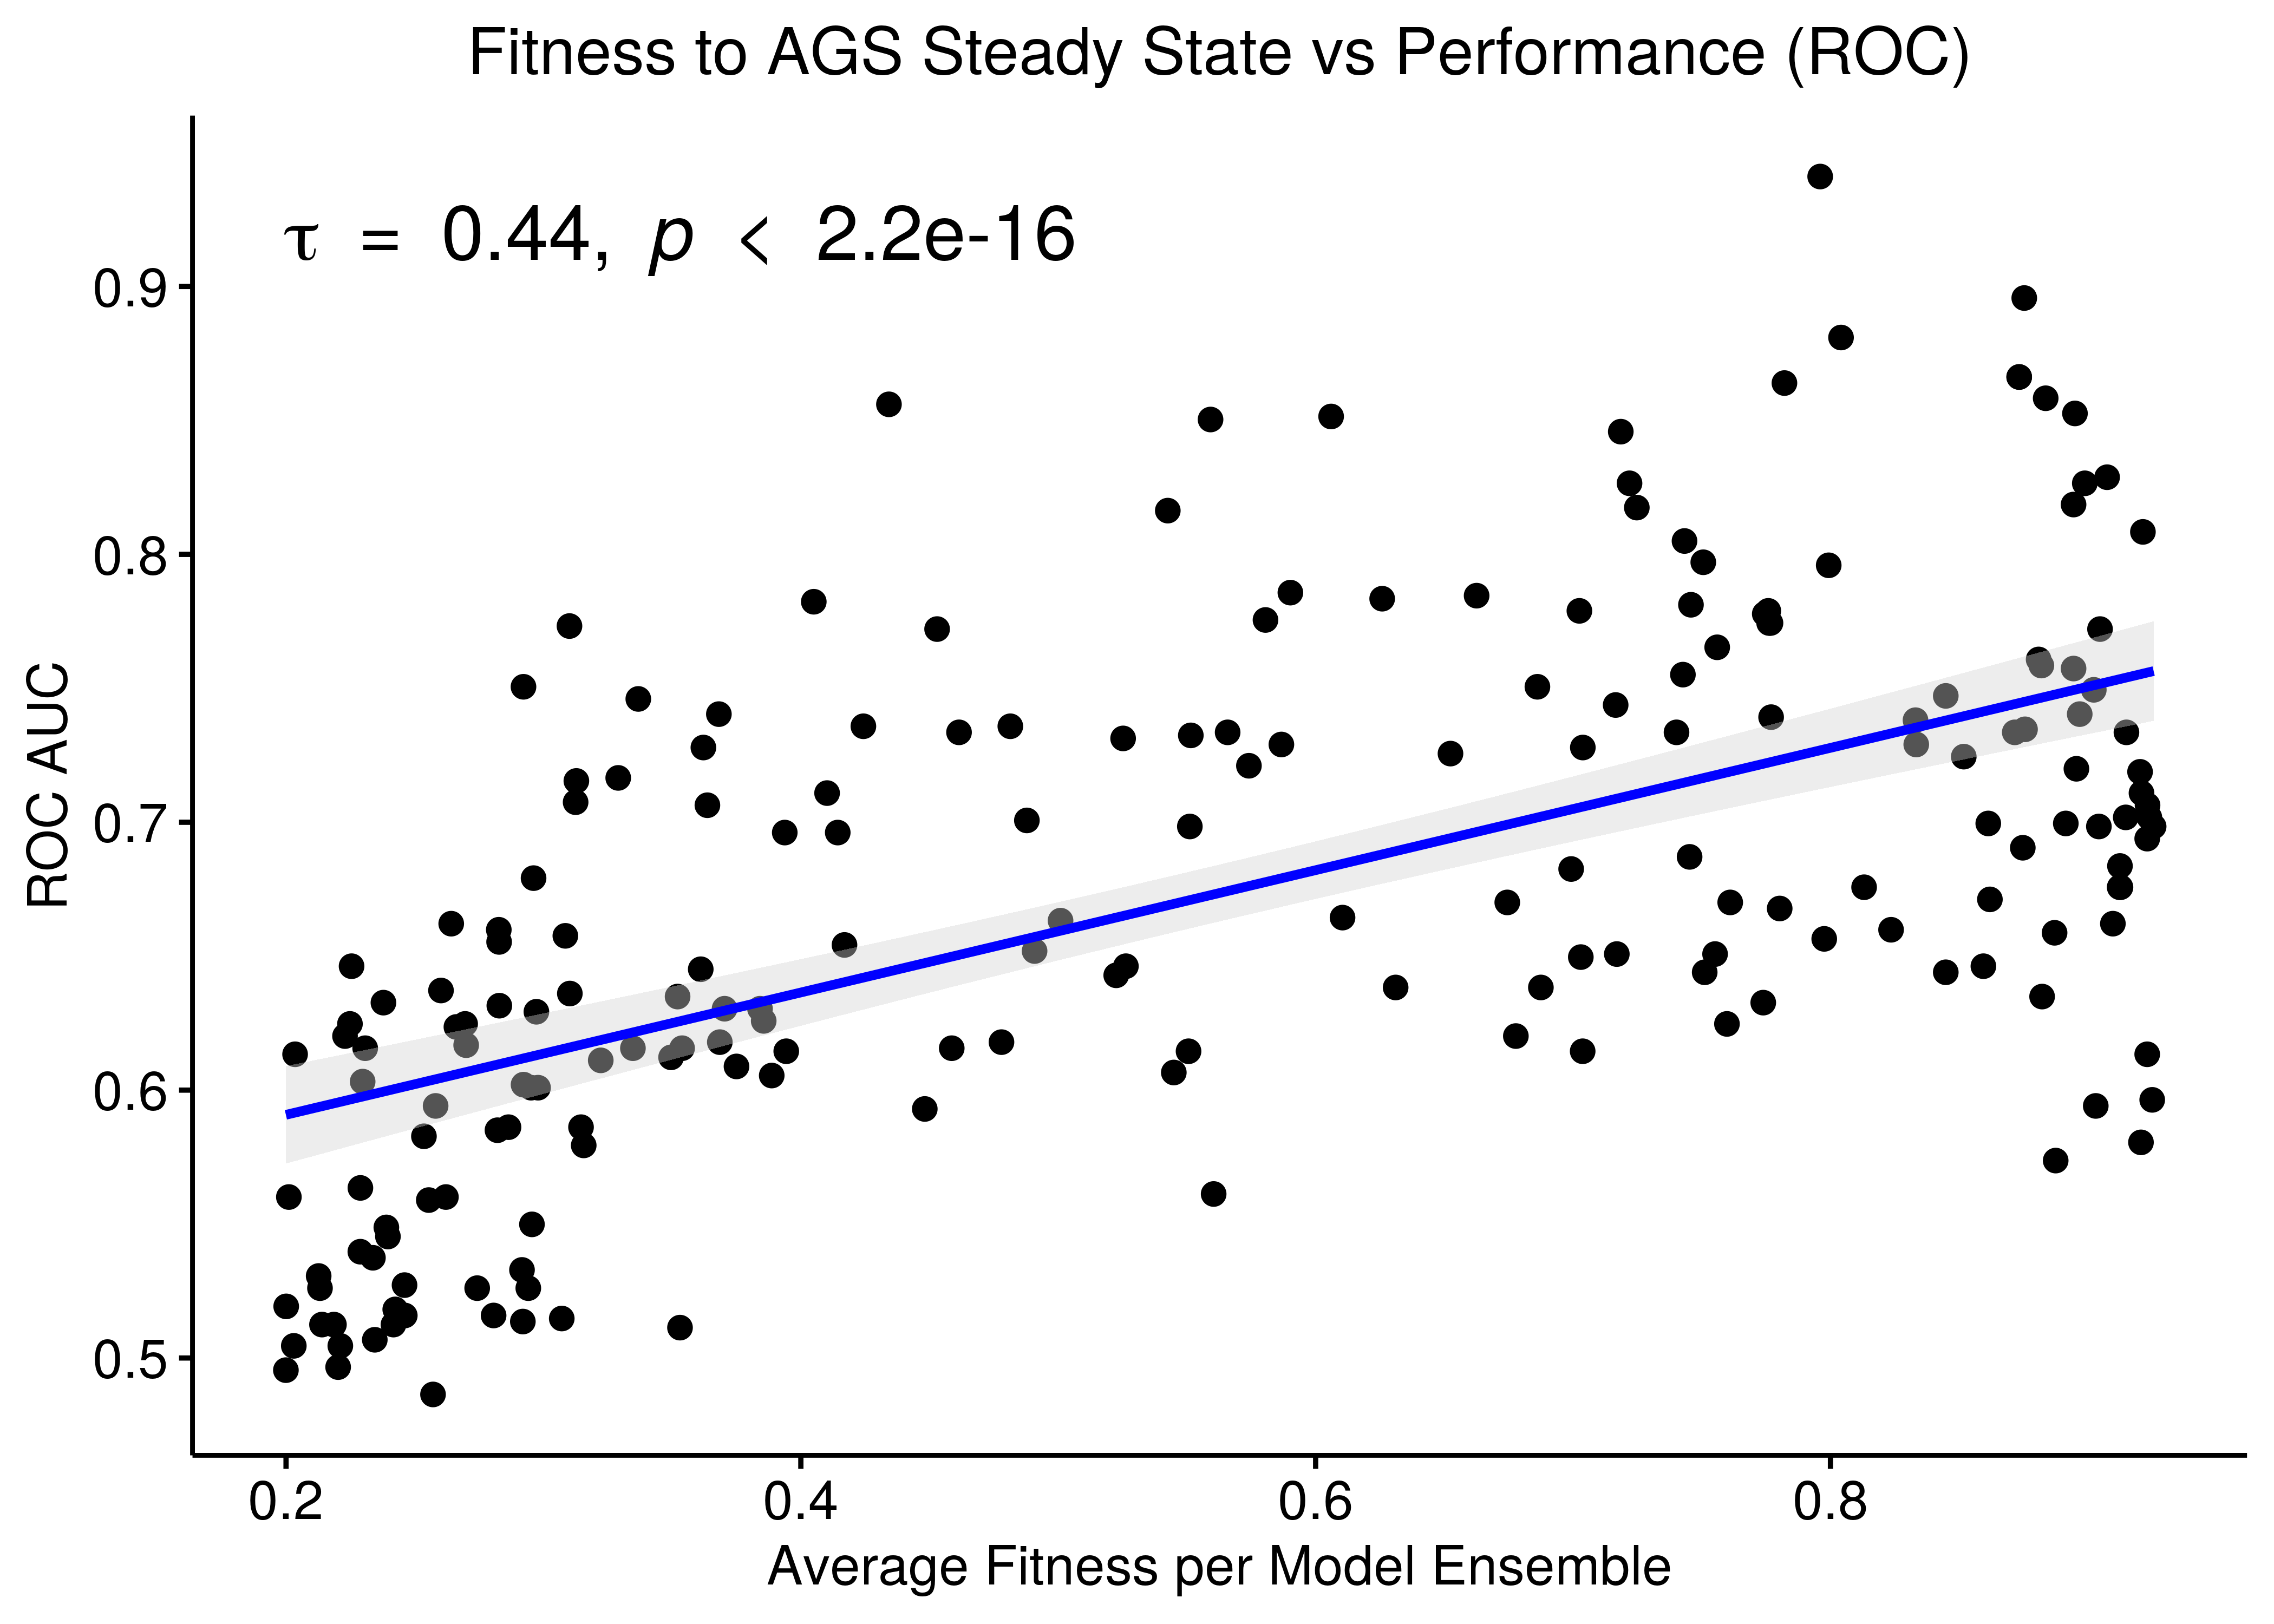 Fitness to AGS Steady State vs Performance (ROC)
τ = 0.44, p < 2.2e-16
0.9
0.8
0.7
0.6
0.5
ROC AUC
0.2 0.4 0.6 0.8
Average Fitness per Model Ensemble